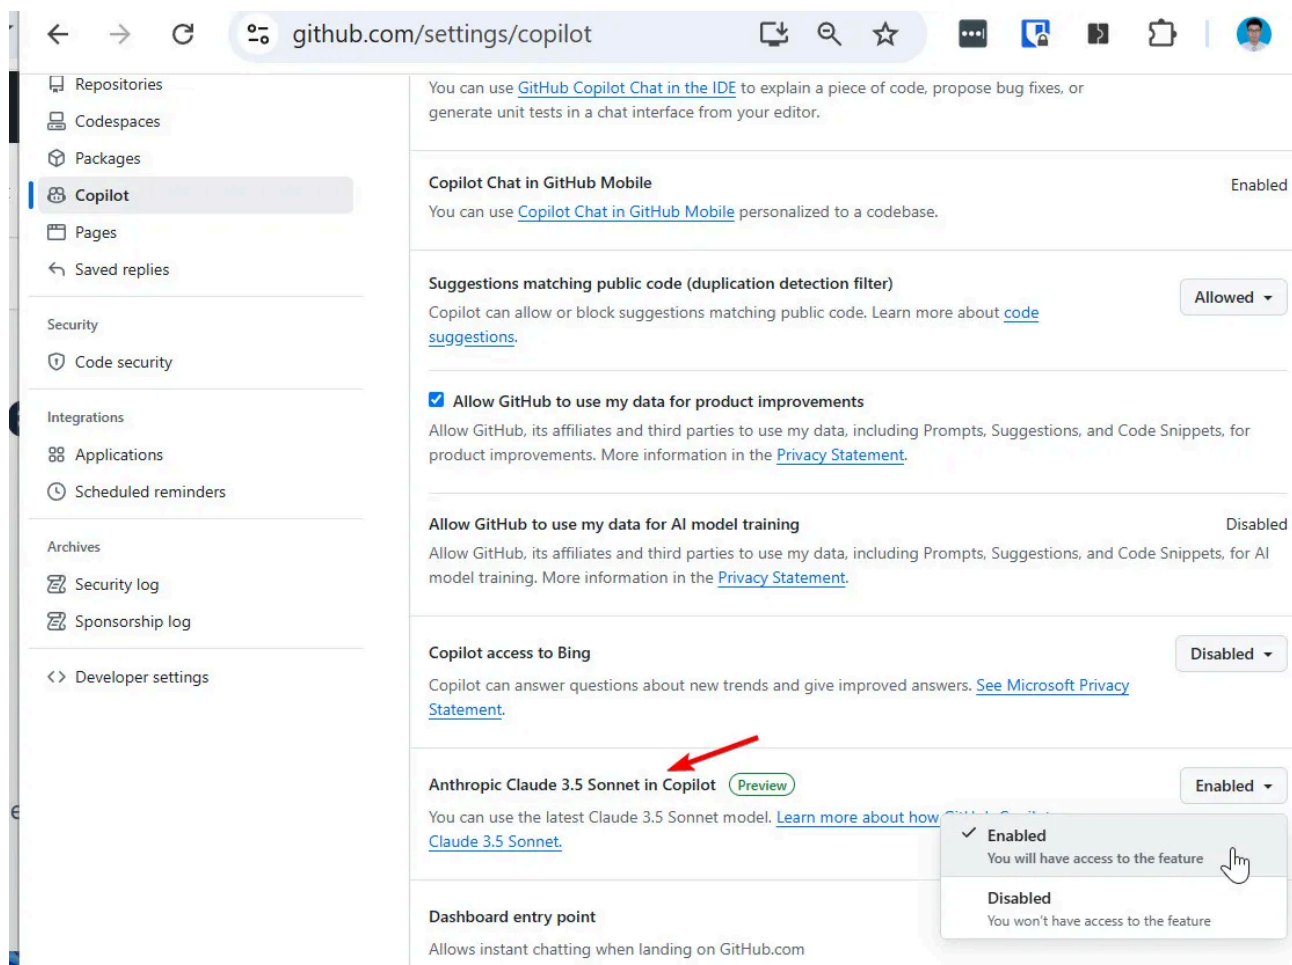 github.com/settings/copilot
Repositories
Codespaces
Packages
Copilot
Pages
Saved replies
Security
Code security
Integrations
Applications
Scheduled reminders
Archives
Security log
Sponsorship log
Developer settings
You can use GitHub Copilot Chat in the IDE to explain a piece of code, propose bug fixes, or
generate unit tests in a chat interface from your editor.
Copilot Chat in GitHub Mobile
Enabled
You can use Copilot Chat in GitHub Mobile personalized to a codebase.
Suggestions matching public code (duplication detection filter)
Allowed
Copilot can allow or block suggestions matching public code. Learn more about code
suggestions.
Allow GitHub to use my data for product improvements
Allow GitHub, its affiliates and third parties to use my data, including Prompts, Suggestions, and Code Snippets, for
product improvements. More information in the Privacy Statement.
Allow GitHub to use my data for AI model training
Disabled
Allow GitHub, its affiliates and third parties to use my data, including Prompts, Suggestions, and Code Snippets, for AI
model training. More information in the Privacy Statement.
Copilot access to Bing
Disabled
Copilot can answer questions about new trends and give improved answers. See Microsoft Privacy
Statement.
Anthropic Claude 3.5 Sonnet in Copilot Preview
Enabled
You can use the latest Claude 3.5 Sonnet model. Learn more about how
Claude 3.5 Sonnet.
Enabled
You will have access to the feature
Disabled
You won't have access to the feature
Dashboard entry point
Allows instant chatting when landing on GitHub.com